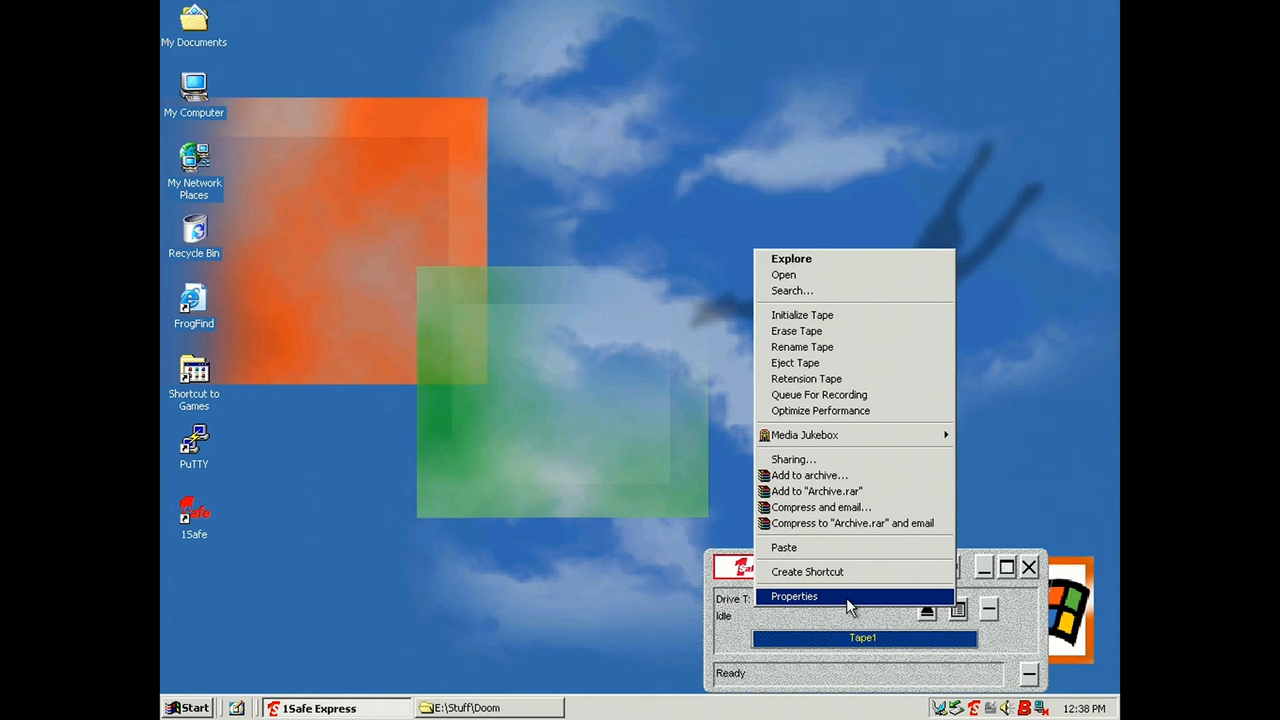 My Documents
My Computer
My Network
Places
Recycle Bin
FrogFind
Shortcut to
Games
PuTTY
1Safe
1Safe
Explore
Open
Search...
Initialize Tape
Erase Tape
Rename Tape
Eject Tape
Retension Tape
Queue For Recording
Optimize Performance
Media Jukebox
Sharing...
Add to archive...
Add to "Archive.rar"
Compress and email...
Compress to "Archive.rar" and email
Paste
Create Shortcut
Properties
Drive T:
Idle
Tape1
Ready
Start
1Safe Express
E:\Stuff\Doom
12:38 PM